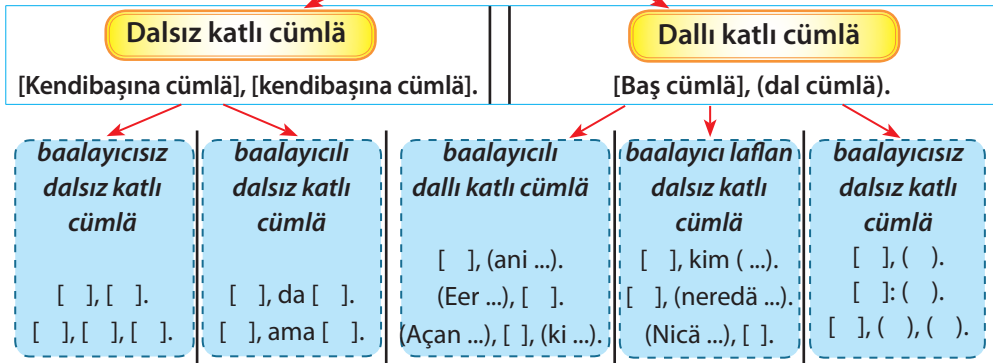 Dalsız katlı cümlä
[Kendibaşına cümlä], [kendibaşına cümlä].
Dallı katlı cümlä
[Baş cümlä], (dal cümlä).
baalayıcısız
dalsız katlı
cümlä
[   ], [   ].
[   ], [   ], [   ].
baalayıcılı
dalsız katlı
cümlä
[   ], da [   ].
[   ], ama [   ].
baalayıcılı
dallı katlı cümlä
[   ], (ani ...).
(Eer ...), [   ].
(Açan ...), [   ], (ki ...).
baalayıcı laflan
dalsız katlı
cümlä
[   ], kim ( ...).
[   ], (neredä ...).
(Nicä ...), [   ].
baalayıcısız
dalsız katlı
cümlä
[   ], (   ).
[   ]: (   ).
[   ], (   ), (   ).